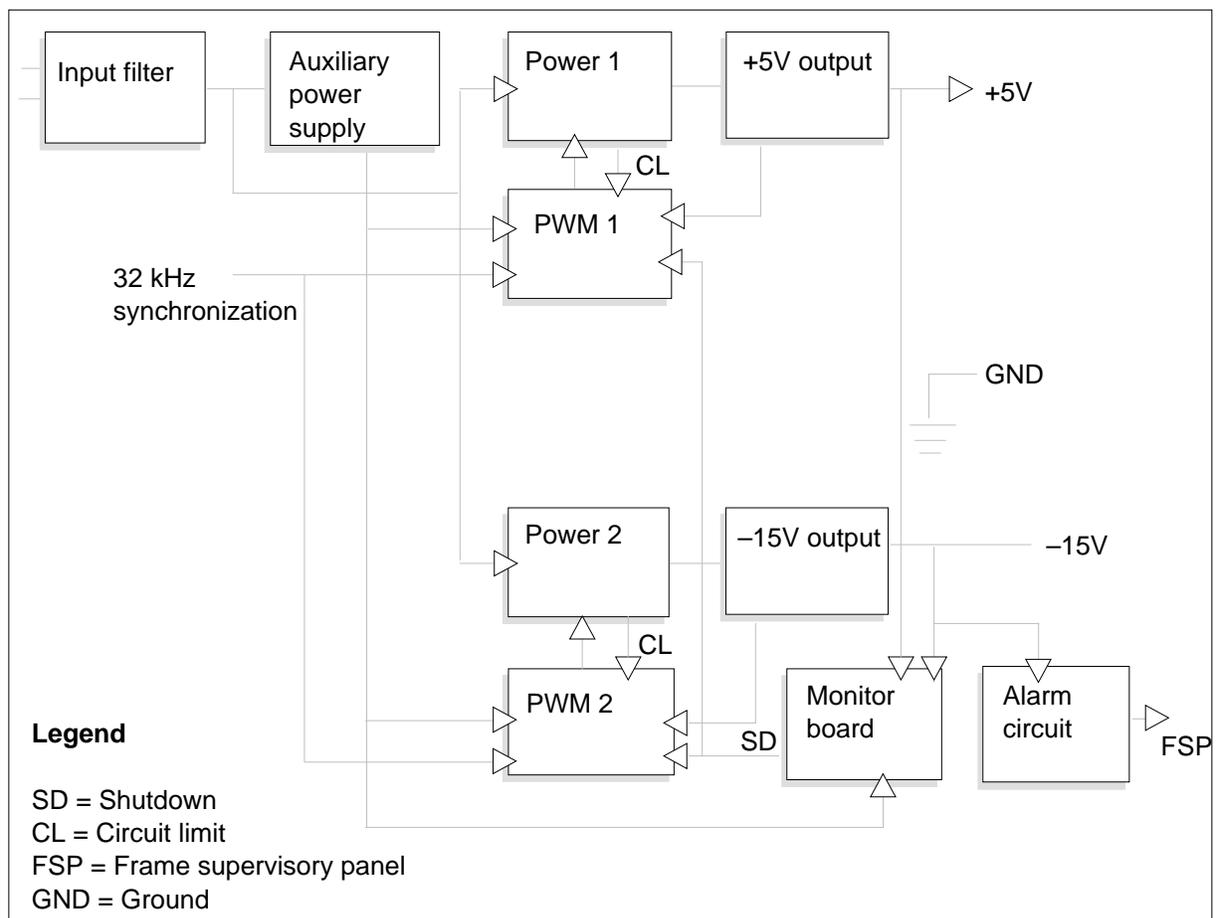 Input filter
Auxiliary
power
supply
Power 1
+5V output
+5V
CL
PWM 1
32 kHz
synchronization
GND
Power 2
–15V output
–15V
CL
PWM 2
SD
Monitor
board
Alarm
circuit
FSP
Legend
SD = Shutdown
CL = Circuit limit
FSP = Frame supervisory panel
GND = Ground